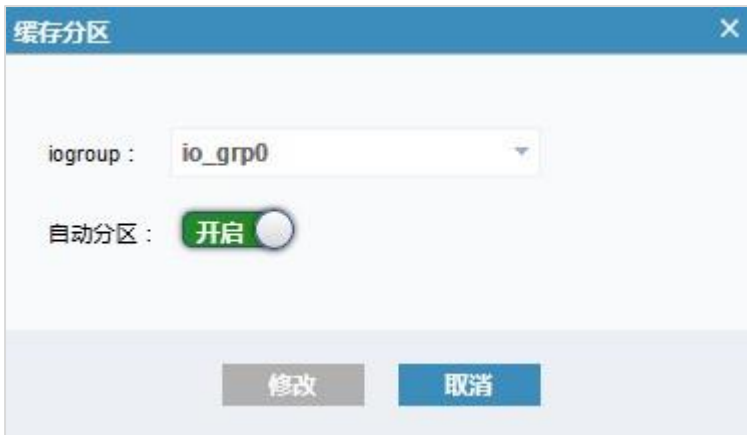 缓存分区
iogroup : io_grp0
自动分区 : 开启
修改 取消